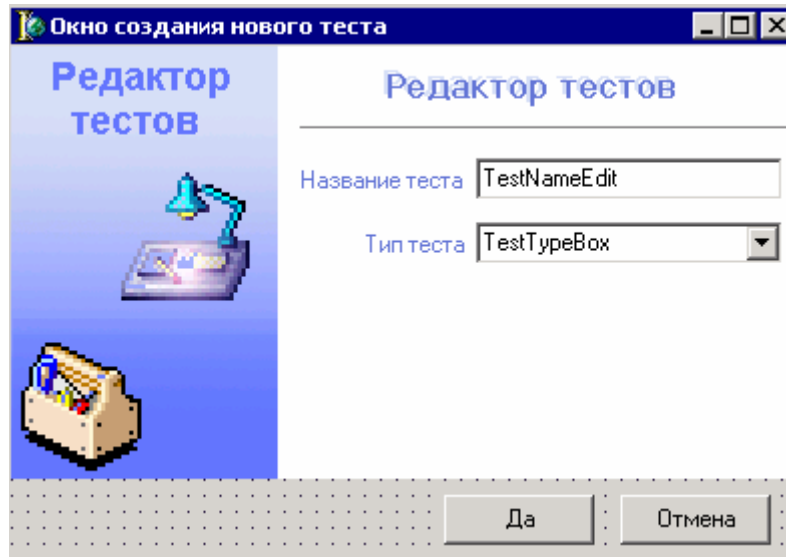 Окно создания нового теста
Редактор
тестов
Редактор тестов
Название теста TestNameEdit
Тип теста TestTypeBox
Да Отмена